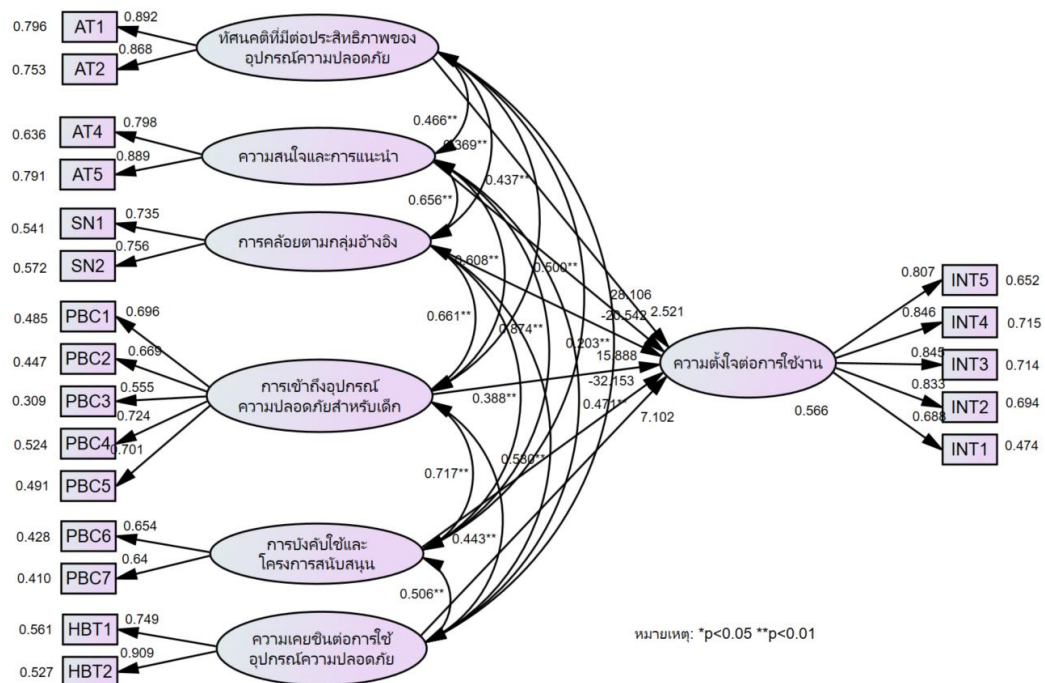 0.796 AT1 0.892
0.753 AT2 0.868
ทัศนคติที่มีต่อประสิทธิภาพของ
อุปกรณ์ความปลอดภัย
0.636 AT4 0.798
0.791 AT5 0.889
ความสนใจและการแนะนำ
0.541 SN1 0.735
0.572 SN2 0.756
การคล้อยตามกลุ่มอ้างอิง
0.485 PBC1 0.696
0.447 PBC2 0.669
0.309 PBC3 0.555
0.524 PBC4 0.724
0.491 PBC5 0.701
การเข้าถึงอุปกรณ์
ความปลอดภัยสำหรับเด็ก
0.428 PBC6 0.654
0.410 PBC7 0.64
การบังคับใช้และ
โครงการสนับสนุน
0.561 HBT1 0.749
0.527 HBT2 0.909
ความเคยชินต่อการใช้
อุปกรณ์ความปลอดภัย
0.466**
0.369**
0.437**
0.656**
0.608**
0.500**
0.661**
0.874**
0.203**
0.388**
0.471**
0.717**
0.530**
0.443**
0.506**
28.106
-20.542
2.521
15.888
-32.153
7.102
ความตั้งใจต่อการใช้งาน
0.566
0.807 INT5 0.652
0.846 INT4 0.715
0.845 INT3 0.714
0.833 INT2 0.694
0.688 INT1 0.474
หมายเหตุ: *p<0.05 **p<0.01